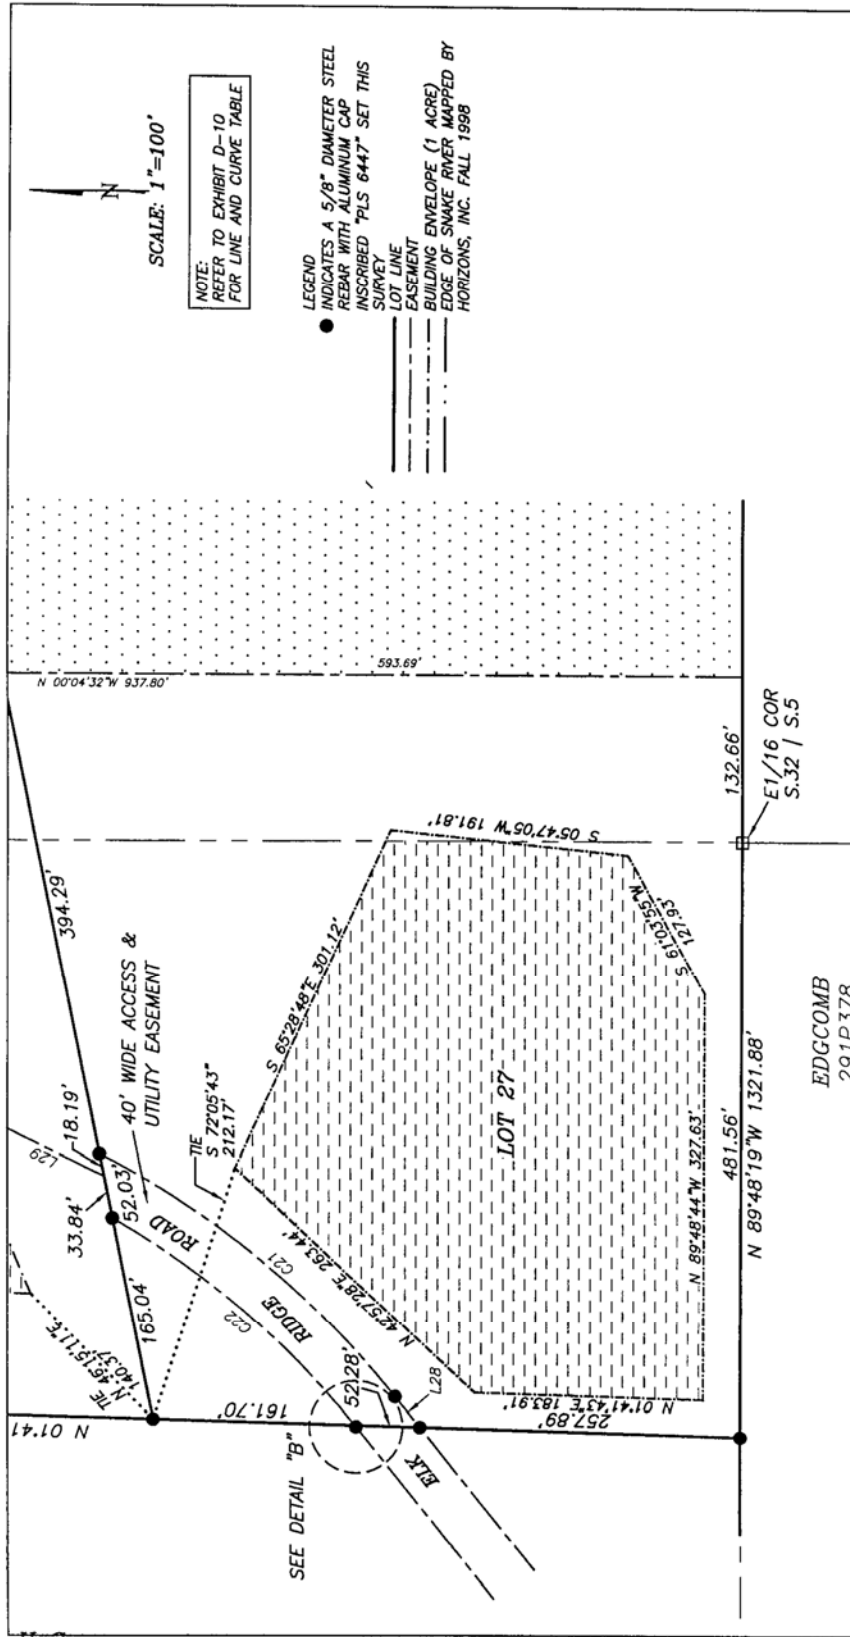 N
SCALE: 1"=100'
NOTE:
REFER TO EXHIBIT D-10
FOR LINE AND CURVE TABLE
LEGEND
INDICATES A 5/8" DIAMETER STEEL
REBAR WITH ALUMINUM CAP
INSCRIBED "PLS 6447" SET THIS
SURVEY
LOT LINE
EASEMENT
BUILDING ENVELOPE (1 ACRE)
EDGE OF SNAKE RIVER MAPPED BY
HORIZONS, INC. FALL 1998
N 00°04'32"W 937.80'
593.69'
394.29'
18.19'
33.84'
52.03'
165.04'
40' WIDE ACCESS &
UTILITY EASEMENT
L29
TIE
S 72°05'43"
212.17'
TIE
N 46°15'11"E
140.37'
N 01°41
161.70'
52.28'
257.89'
SEE DETAIL "B"
ELK
RIDGE
ROAD
C22
C21
L28
S 65°28'48"E 301.12'
S 05°47'05"W 191.81'
S 61°03'55"W
127.93'
N 89°48'44"W 327.63'
N 01°41'43"E 183.91'
N 42°57'28"E 263.44'
LOT 27
132.66'
481.56'
N 89°48'19"W 1321.88'
E1/16 COR
S.32 | S.5
EDGCOMB
291P378